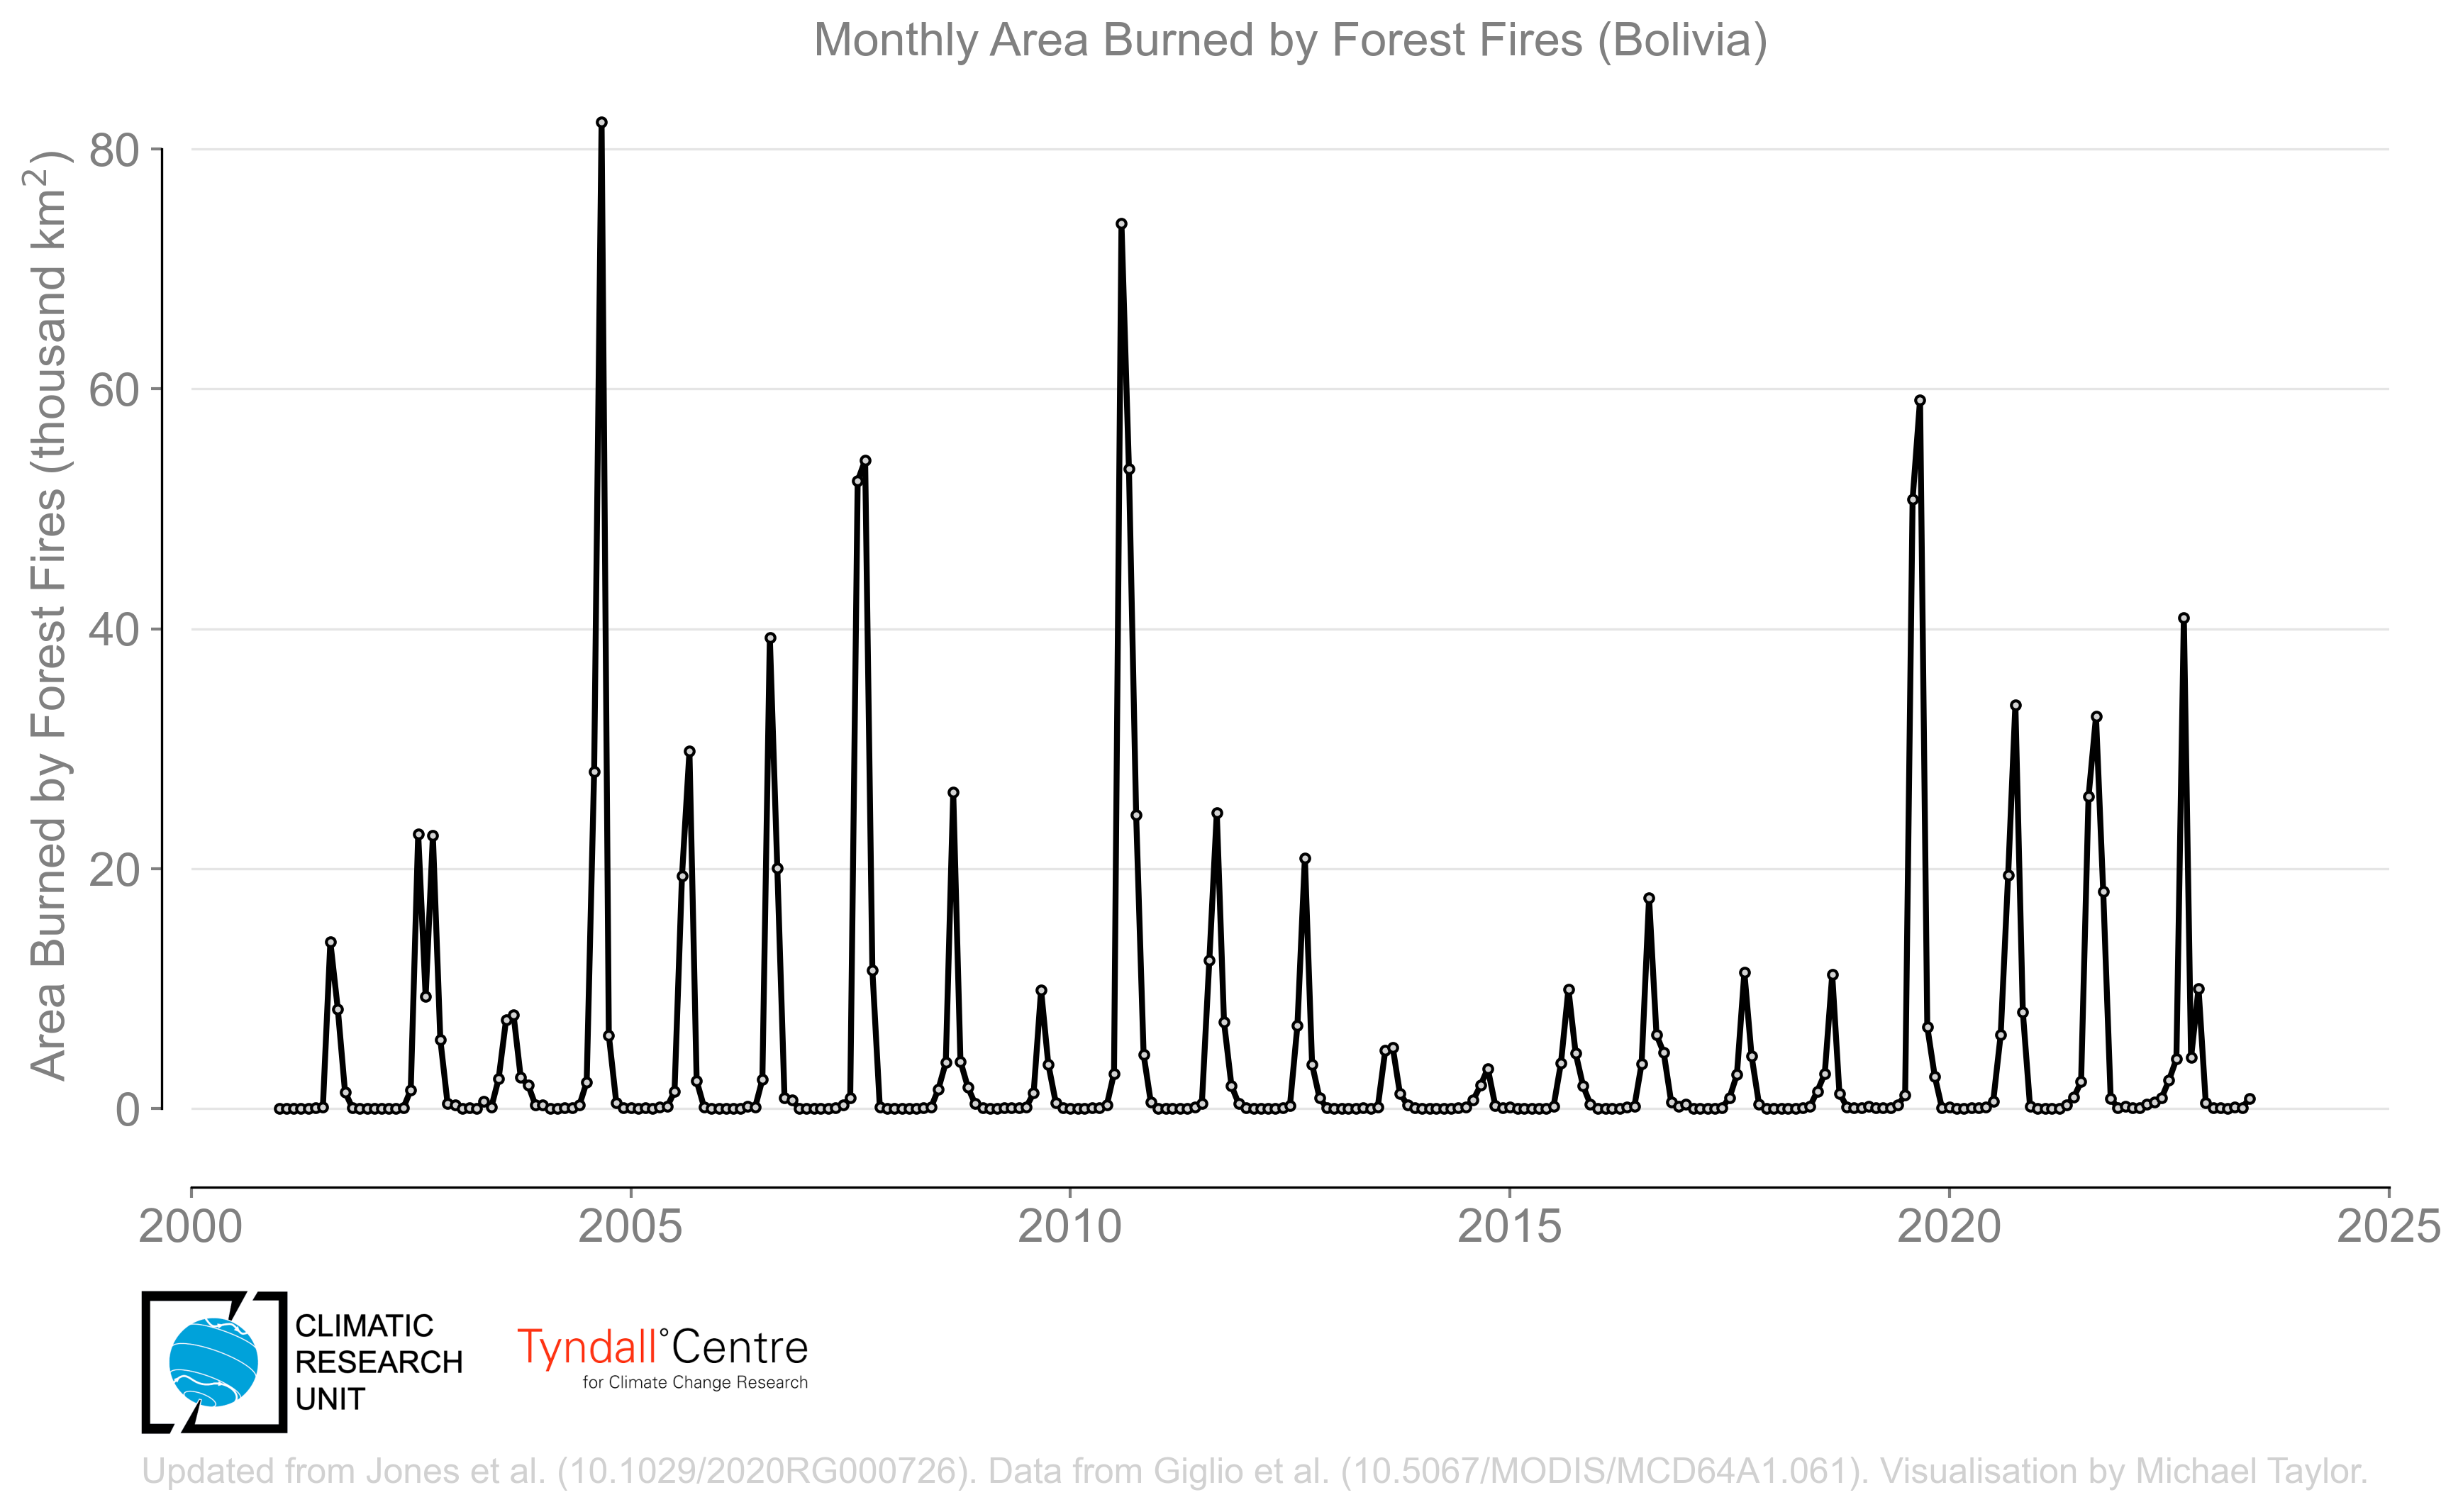 Monthly Area Burned by Forest Fires (Bolivia)
Area Burned by Forest Fires (thousand km²)
80
60
40
20
0
2000 2005 2010 2015 2020 2025
CLIMATIC
RESEARCH
UNIT
Tyndall°Centre
for Climate Change Research
Updated from Jones et al. (10.1029/2020RG000726). Data from Giglio et al. (10.5067/MODIS/MCD64A1.061). Visualisation by Michael Taylor.